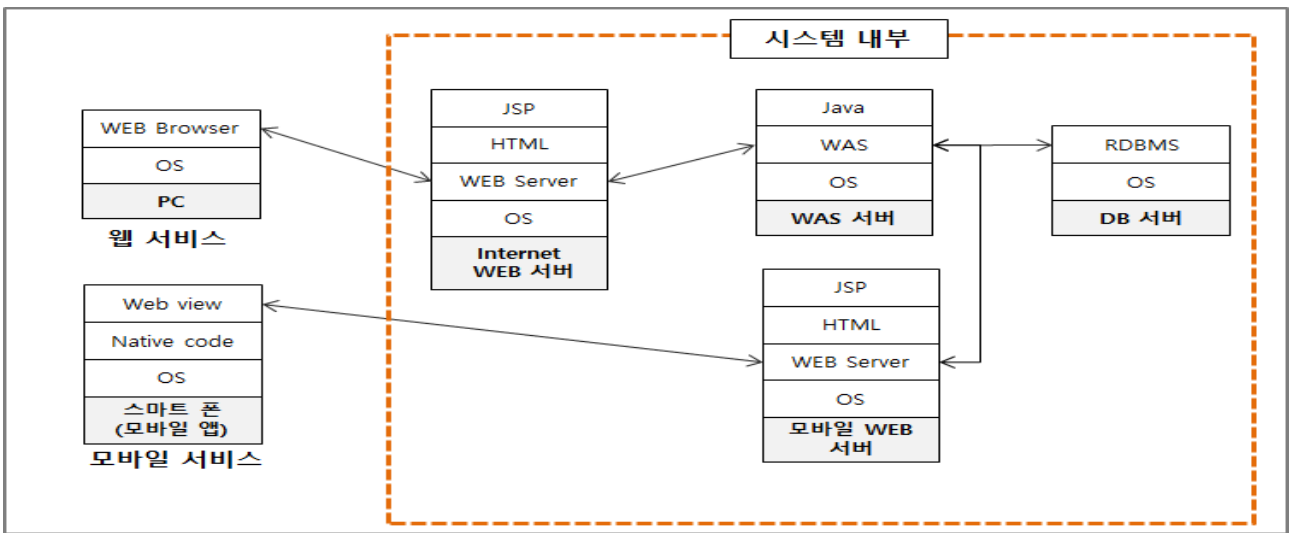 시스템 내부
WEB Browser
OS
PC
웹 서비스
JSP
HTML
WEB Server
OS
Internet
WEB 서버
Java
WAS
OS
WAS 서버
RDBMS
OS
DB 서버
Web view
Native code
OS
스마트 폰
(모바일 앱)
모바일 서비스
JSP
HTML
WEB Server
OS
모바일 WEB
서버